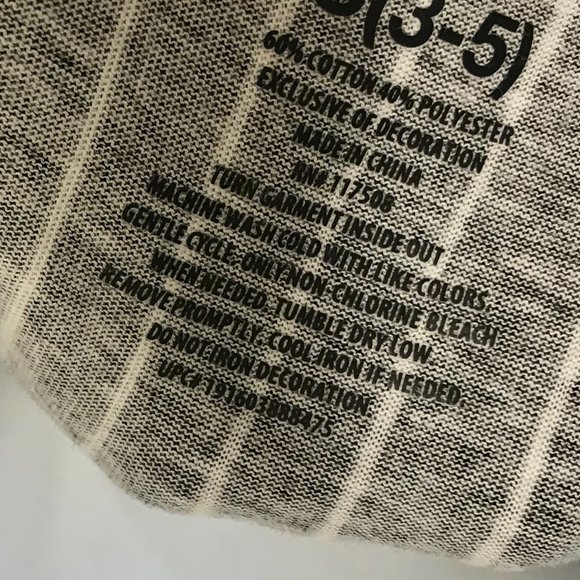 S(3-5)
60% COTTON 40% POLYESTER
EXCLUSIVE OF DECORATION
MADE IN CHINA
RN# 117508
TURN GARMENT INSIDE OUT
MACHINE WASH COLD WITH LIKE COLORS,
GENTLE CYCLE. ONLY NON-CHLORINE BLEACH
WHEN NEEDED. TUMBLE DRY LOW.
REMOVE PROMPTLY. COOL IRON IF NEEDED.
DO NOT IRON DECORATION.
UPC# 191603888475